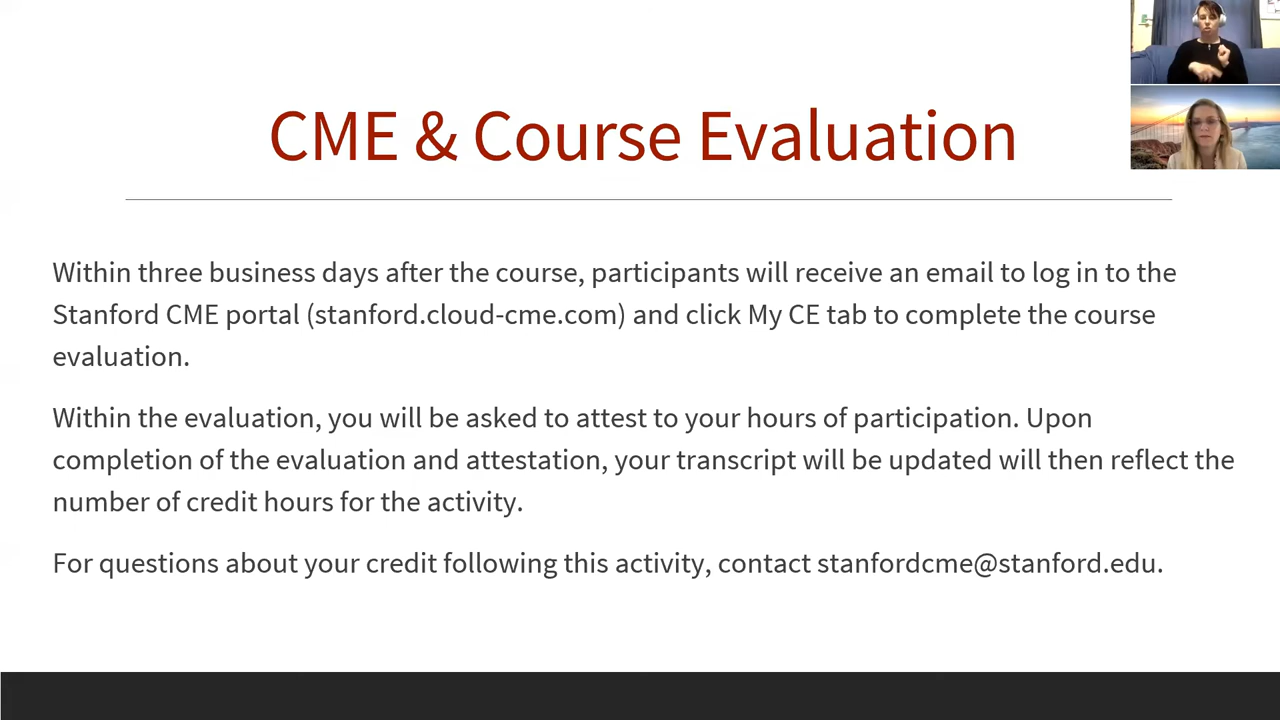 CME & Course Evaluation
Within three business days after the course, participants will receive an email to log in to the
Stanford CME portal (stanford.cloud-cme.com) and click My CE tab to complete the course
evaluation.
Within the evaluation, you will be asked to attest to your hours of participation. Upon
completion of the evaluation and attestation, your transcript will be updated will then reflect the
number of credit hours for the activity.
For questions about your credit following this activity, contact stanfordcme@stanford.edu.